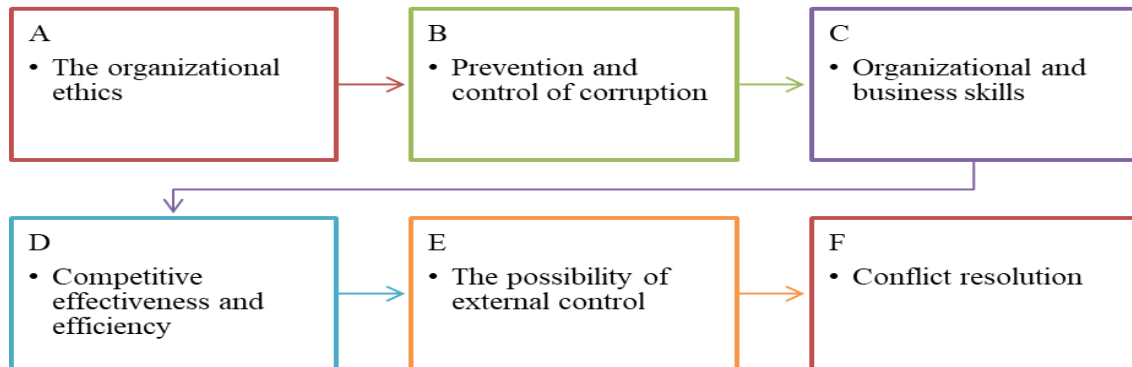 A
• The organizational
ethics
B
• Prevention and
control of corruption
C
• Organizational and
business skills
D
• Competitive
effectiveness and
efficiency
E
• The possibility of
external control
F
• Conflict resolution